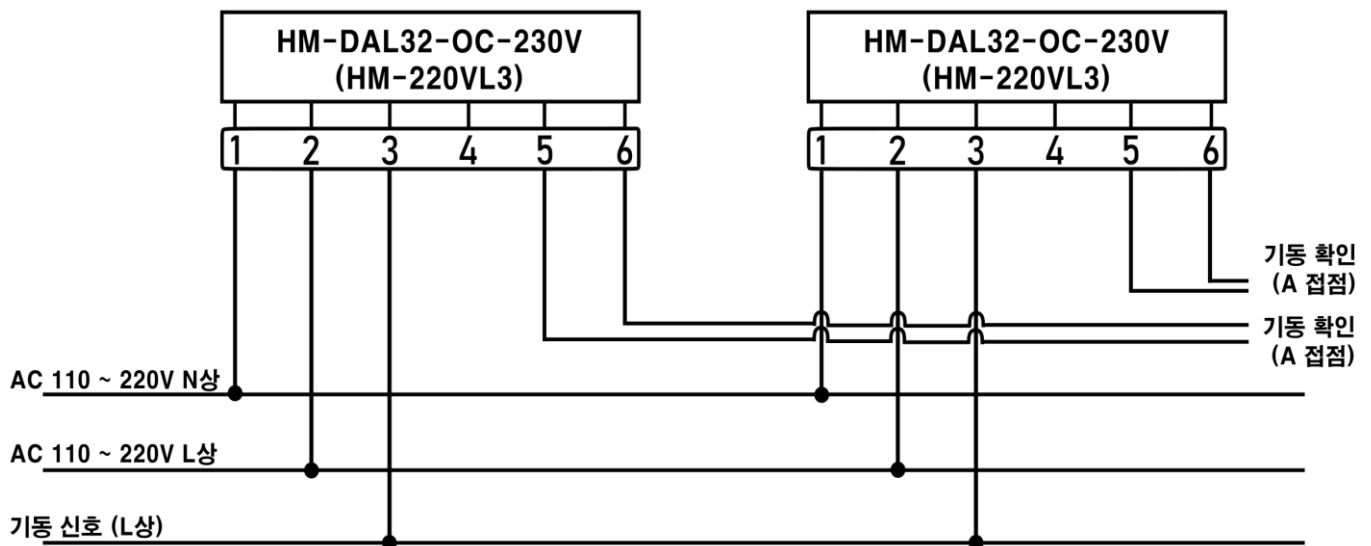 HM-DAL32-OC-230V
(HM-220VL3)
HM-DAL32-OC-230V
(HM-220VL3)
1 2 3 4 5 6
1 2 3 4 5 6
기동 확인
(A 접점)
기동 확인
(A 접점)
AC 110 ~ 220V N상
AC 110 ~ 220V L상
기동 신호 (L상)